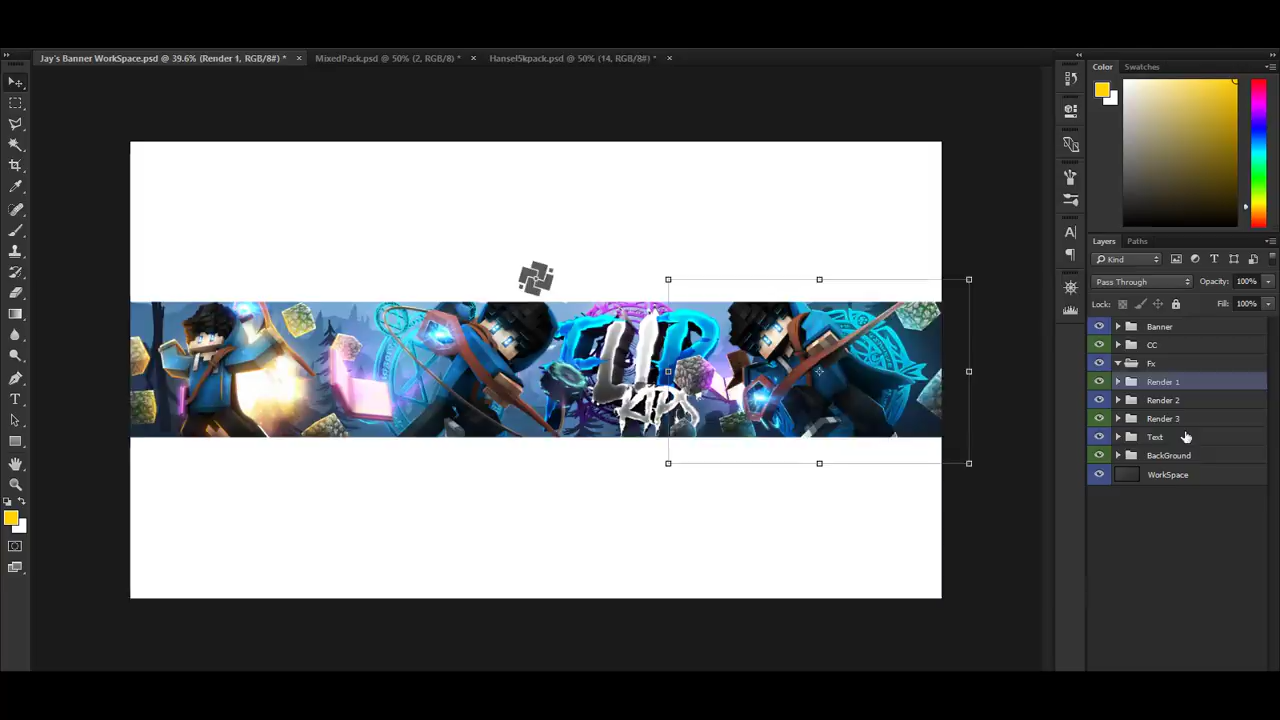 Jay's Banner WorkSpace.psd @ 39.6% (Render 1, RGB/8#) * × MixedPack.psd @ 50% (2, RGB/8) * × Hansel5kpack.psd @ 50% (14, RGB/8#) * ×
Color Swatches
Layers Paths
Kind
Pass Through Opacity: 100%
Lock: Fill: 100%
Banner
CC
Fx
Render 1
Render 2
Render 3
Text
BackGround
WorkSpace
CLIP
KIPX